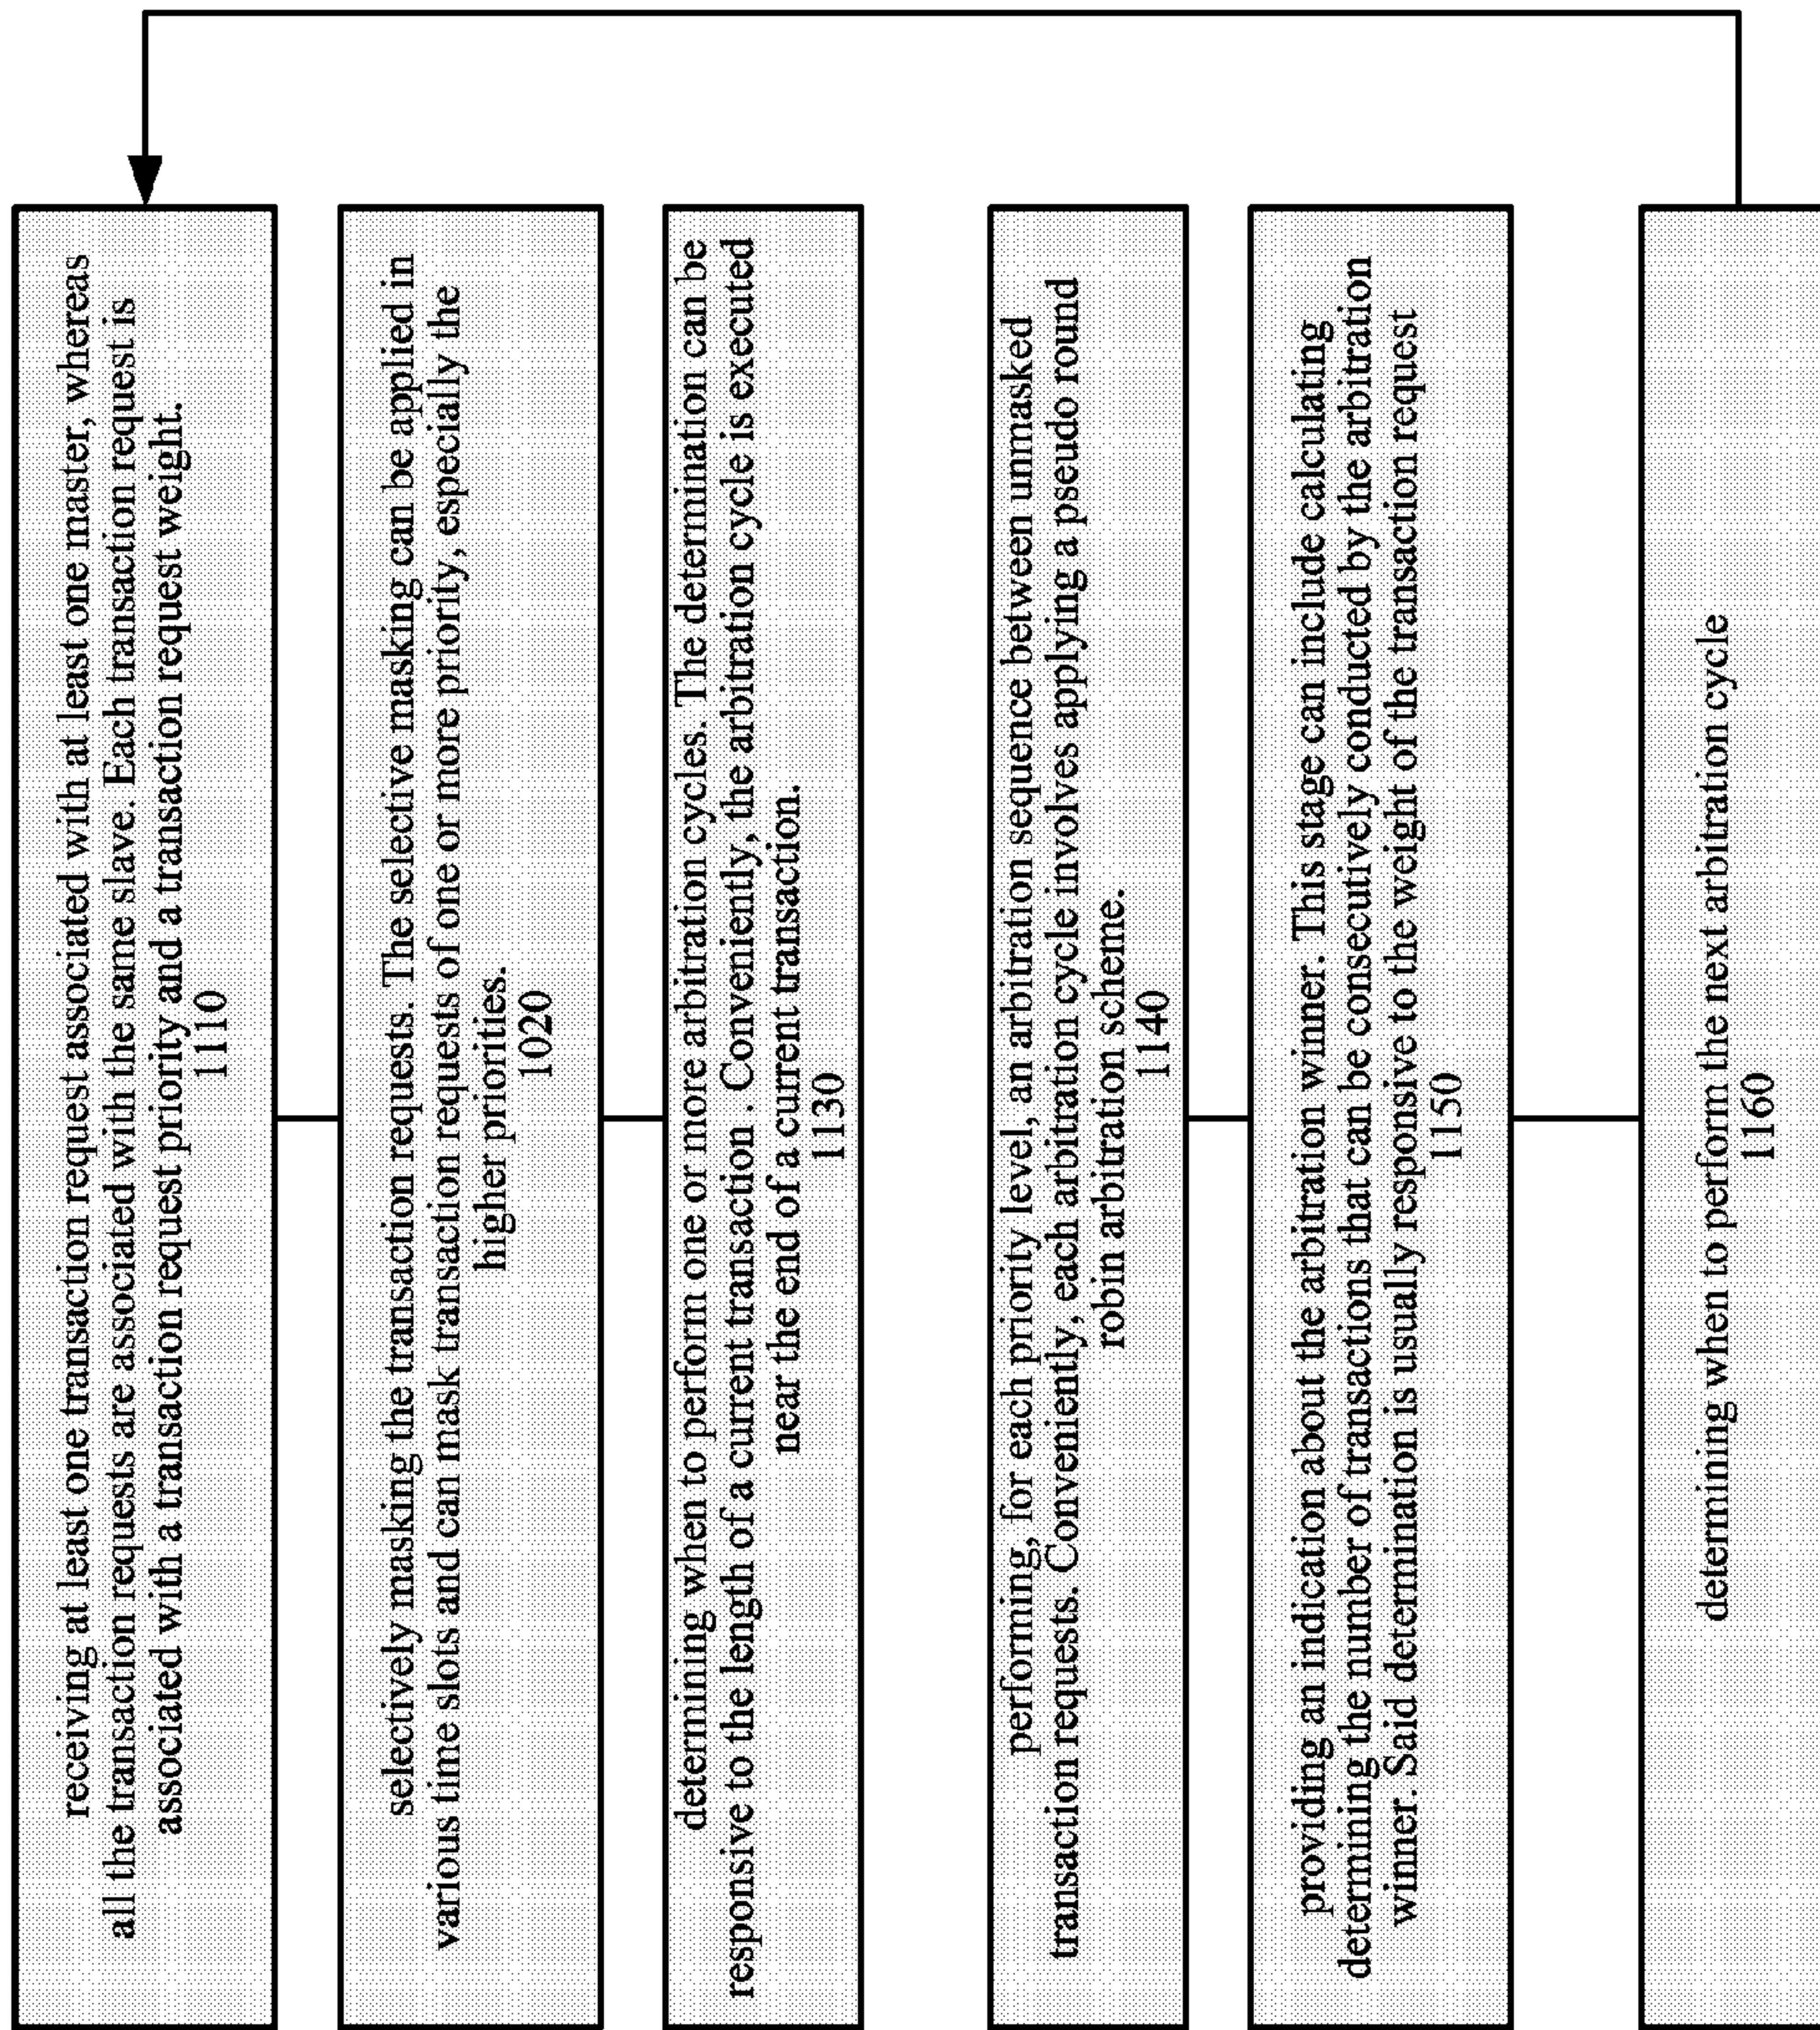 receiving at least one transaction request associated with at least one master, whereas
all the transaction requests are associated with the same slave. Each transaction request is
associated with a transaction request priority and a transaction request weight.
1110
selectively masking the transaction requests. The selective masking can be applied in
various time slots and can mask transaction requests of one or more priority, especially the
higher priorities.
1020
determining when to perform one or more arbitration cycles. The determination can be
responsive to the length of a current transaction . Conveniently, the arbitration cycle is executed
near the end of a current transaction.
1130
performing, for each priority level, an arbitration sequence between unmasked
transaction requests. Conveniently, each arbitration cycle involves applying a pseudo round
robin arbitration scheme.
1140
providing an indication about the arbitration winner. This stage can include calculating
determining the number of transactions that can be consecutively conducted by the arbitration
winner. Said determination is usually responsive to the weight of the transaction request
1150
determining when to perform the next arbitration cycle
1160